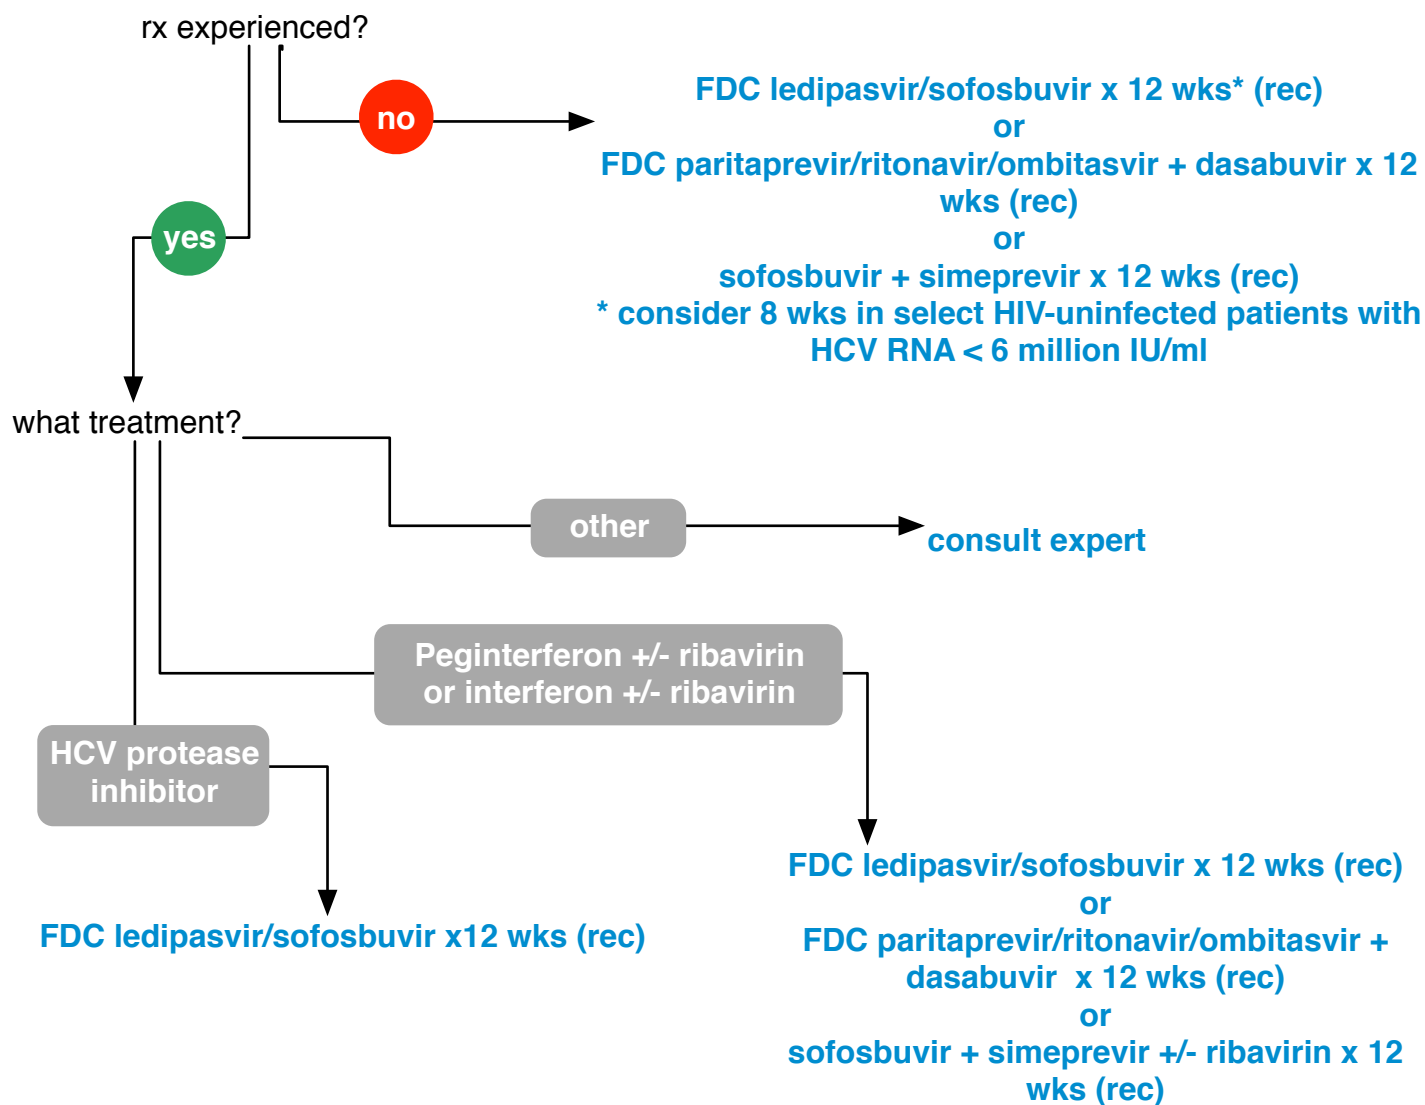 rx experienced?
no
FDC ledipasvir/sofosbuvir x 12 wks* (rec)
or
FDC paritaprevir/ritonavir/ombitasvir + dasabuvir x 12
wks (rec)
or
sofosbuvir + simeprevir x 12 wks (rec)
* consider 8 wks in select HIV-uninfected patients with
HCV RNA < 6 million IU/ml
yes
what treatment?
other
consult expert
Peginterferon +/- ribavirin
or interferon +/- ribavirin
HCV protease
inhibitor
FDC ledipasvir/sofosbuvir x12 wks (rec)
FDC ledipasvir/sofosbuvir x 12 wks (rec)
or
FDC paritaprevir/ritonavir/ombitasvir +
dasabuvir  x 12 wks (rec)
or
sofosbuvir + simeprevir +/- ribavirin x 12
wks (rec)